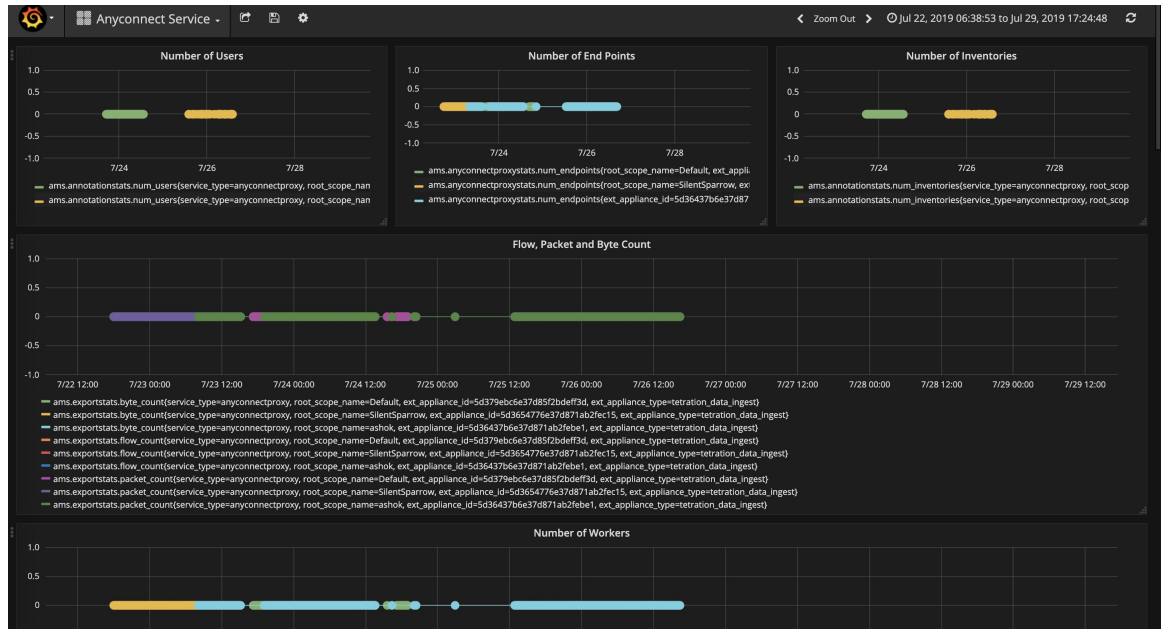 Anyconnect Service
Zoom Out
Jul 22, 2019 06:38:53 to Jul 29, 2019 17:24:48
Number of Users
1.0
0.5
0
-0.5
-1.0
7/24 7/26 7/28
ams.annotationstats.num_users{service_type=anyconnectproxy, root_scope_nan
ams.annotationstats.num_users{service_type=anyconnectproxy, root_scope_nan
Number of End Points
1.0
0.5
0
-0.5
-1.0
7/24 7/26 7/28
ams.anyconnectproxystats.num_endpoints{root_scope_name=Default, ext_appli
ams.anyconnectproxystats.num_endpoints{root_scope_name=SilentSparrow, ex
ams.anyconnectproxystats.num_endpoints{ext_appliance_id=5d36437b6e37d87
Number of Inventories
1.0
0.5
0
-0.5
-1.0
7/24 7/26 7/28
ams.annotationstats.num_inventories{service_type=anyconnectproxy, root_scop
ams.annotationstats.num_inventories{service_type=anyconnectproxy, root_scop
Flow, Packet and Byte Count
1.0
0.5
0
-0.5
-1.0
7/22 12:00 7/23 00:00 7/23 12:00 7/24 00:00 7/24 12:00 7/25 00:00 7/25 12:00 7/26 00:00 7/26 12:00 7/27 00:00 7/27 12:00 7/28 00:00 7/28 12:00 7/29 00:00 7/29 12:00
ams.exportstats.byte_count{service_type=anyconnectproxy, root_scope_name=Default, ext_appliance_id=5d379ebc6e37d85f2bdeff3d, ext_appliance_type=tetration_data_ingest}
ams.exportstats.byte_count{service_type=anyconnectproxy, root_scope_name=SilentSparrow, ext_appliance_id=5d3654776e37d871ab2fec15, ext_appliance_type=tetration_data_ingest}
ams.exportstats.byte_count{service_type=anyconnectproxy, root_scope_name=ashok, ext_appliance_id=5d36437b6e37d871ab2febe1, ext_appliance_type=tetration_data_ingest}
ams.exportstats.flow_count{service_type=anyconnectproxy, root_scope_name=Default, ext_appliance_id=5d379ebc6e37d85f2bdeff3d, ext_appliance_type=tetration_data_ingest}
ams.exportstats.flow_count{service_type=anyconnectproxy, root_scope_name=SilentSparrow, ext_appliance_id=5d3654776e37d871ab2fec15, ext_appliance_type=tetration_data_ingest}
ams.exportstats.flow_count{service_type=anyconnectproxy, root_scope_name=ashok, ext_appliance_id=5d36437b6e37d871ab2febe1, ext_appliance_type=tetration_data_ingest}
ams.exportstats.packet_count{service_type=anyconnectproxy, root_scope_name=Default, ext_appliance_id=5d379ebc6e37d85f2bdeff3d, ext_appliance_type=tetration_data_ingest}
ams.exportstats.packet_count{service_type=anyconnectproxy, root_scope_name=SilentSparrow, ext_appliance_id=5d3654776e37d871ab2fec15, ext_appliance_type=tetration_data_ingest}
ams.exportstats.packet_count{service_type=anyconnectproxy, root_scope_name=ashok, ext_appliance_id=5d36437b6e37d871ab2febe1, ext_appliance_type=tetration_data_ingest}
Number of Workers
1.0
0.5
0